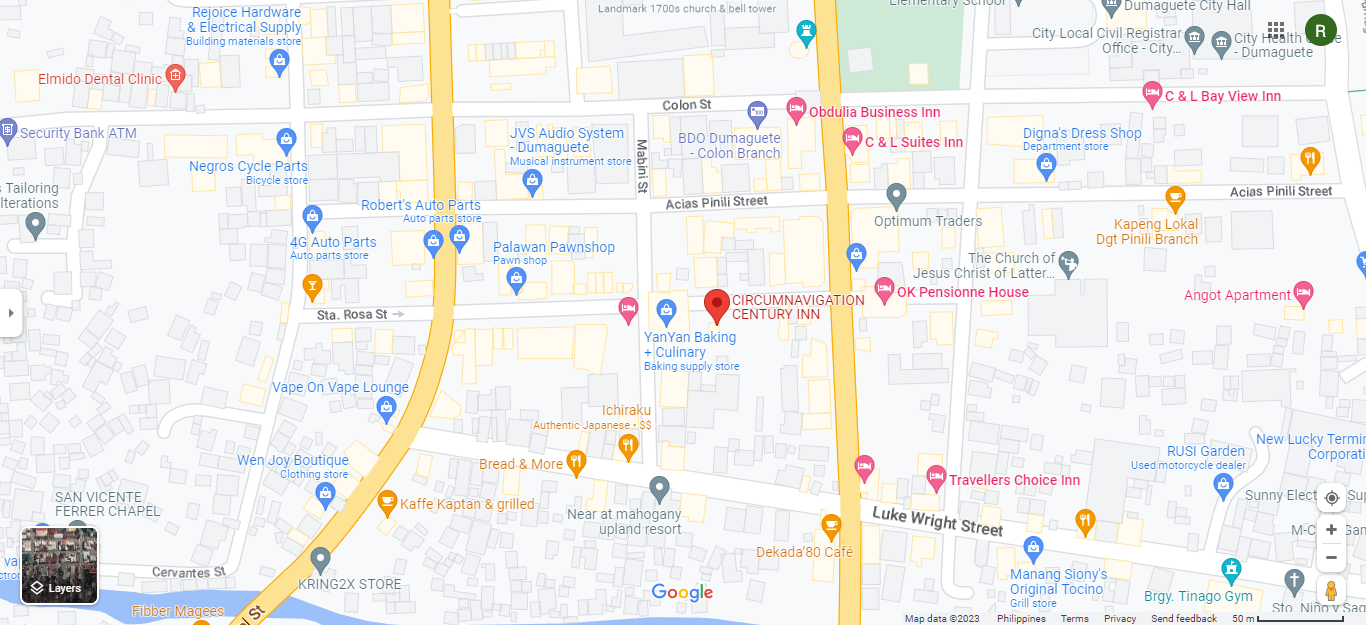 Rejoice Hardware
& Electrical Supply
Building materials store
Elmido Dental Clinic
Landmark 1700s church & bell tower
Elementary School
Dumaguete City Hall
City Local Civil Registrar
Office - City...
City Health
- Dumaguete
R
C & L Bay View Inn
Colon St
Obdulia Business Inn
BDO Dumaguete
- Colon Branch
C & L Suites Inn
Security Bank ATM
JVS Audio System
- Dumaguete
Musical instrument store
Mabini St
Digna's Dress Shop
Department store
Negros Cycle Parts
Bicycle store
s Tailoring
lterations
Robert's Auto Parts
Auto parts store
Acias Pinili Street
Acias Pinili Street
Optimum Traders
Kapeng Lokal
Dgt Pinili Branch
4G Auto Parts
Auto parts store
Palawan Pawnshop
Pawn shop
The Church of
Jesus Christ of Latter...
Sta. Rosa St
CIRCUMNAVIGATION
CENTURY INN
OK Pensionne House
Angot Apartment
YanYan Baking
+ Culinary
Baking supply store
Vape On Vape Lounge
Ichiraku
Authentic Japanese • $$
Bread & More
Wen Joy Boutique
Clothing store
RUSI Garden
Used motorcycle dealer
New Lucky Termin
Corporati
Travellers Choice Inn
SAN VICENTE
FERRER CHAPEL
Kaffe Kaptan & grilled
Near at mahogany
upland resort
Luke Wright Street
Sunny Elect
Sup
M-C
San
Dekada'80 Café
Cervantes St
KRING2X STORE
Layers
Manang Siony's
Original Tocino
Grill store
Brgy. Tinago Gym
Sto. Niño y Sag
Fibber Magees
el St
Google
Map data ©2023 Philippines Terms Privacy Send feedback 50 m